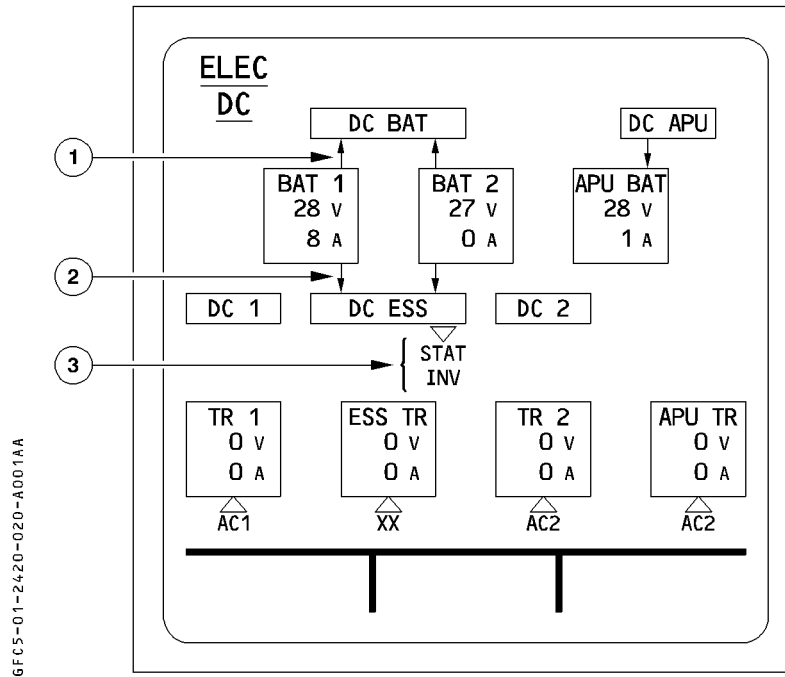 ELEC
DC
DC BAT
DC APU
1
BAT 1
28 V
8 A
BAT 2
27 V
0 A
APU BAT
28 V
1 A
2
DC 1
DC ESS
DC 2
3
STAT
INV
TR 1
0 V
0 A
ESS TR
0 V
0 A
TR 2
0 V
0 A
APU TR
0 V
0 A
AC1
XX
AC2
AC2
GFC5-01-2420-020-A001AA